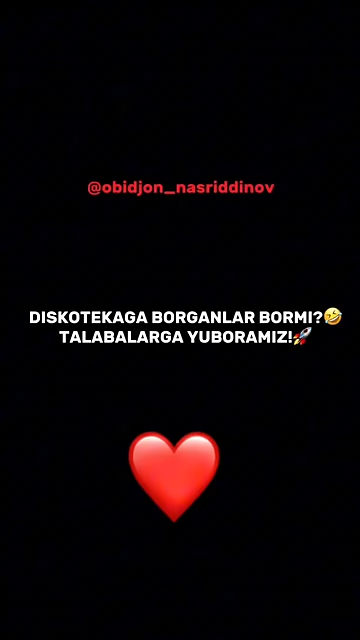 @obidjon_nasriddinov
DISKOTEKAGA BORGANLAR BORMI?🤣
TALABALARGA YUBORAMIZ!🚀